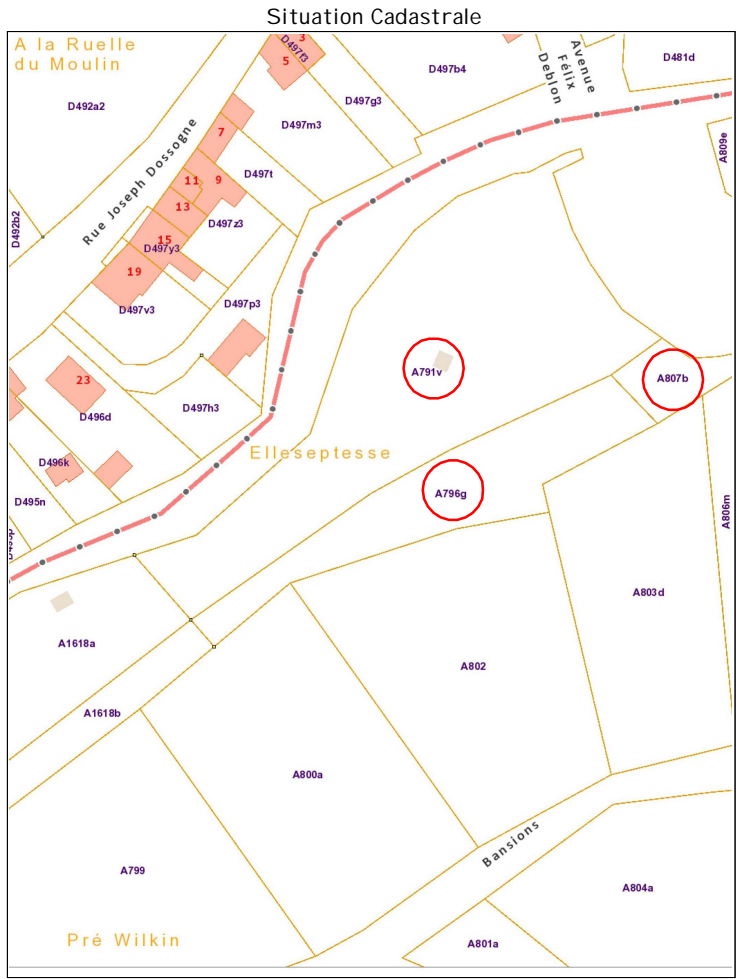 Situation Cadastrale
A la Ruelle
du Moulin
3
D497f3
5
D497b4
Avenue
Félix
Deblon
D481d
D492a2
D497g3
D497m3
7
A809e
Rue Joseph Dossogne
11
9
D497t
13
D492b2
D497z3
15
D497y3
19
D497v3
D497p3
A791v
A807b
23
D496d
D497h3
Elleseptesse
D496k
A796g
D495n
A806m
A803d
A1618a
A802
A1618b
A800a
Bansions
A799
A804a
Pré Wilkin
A801a